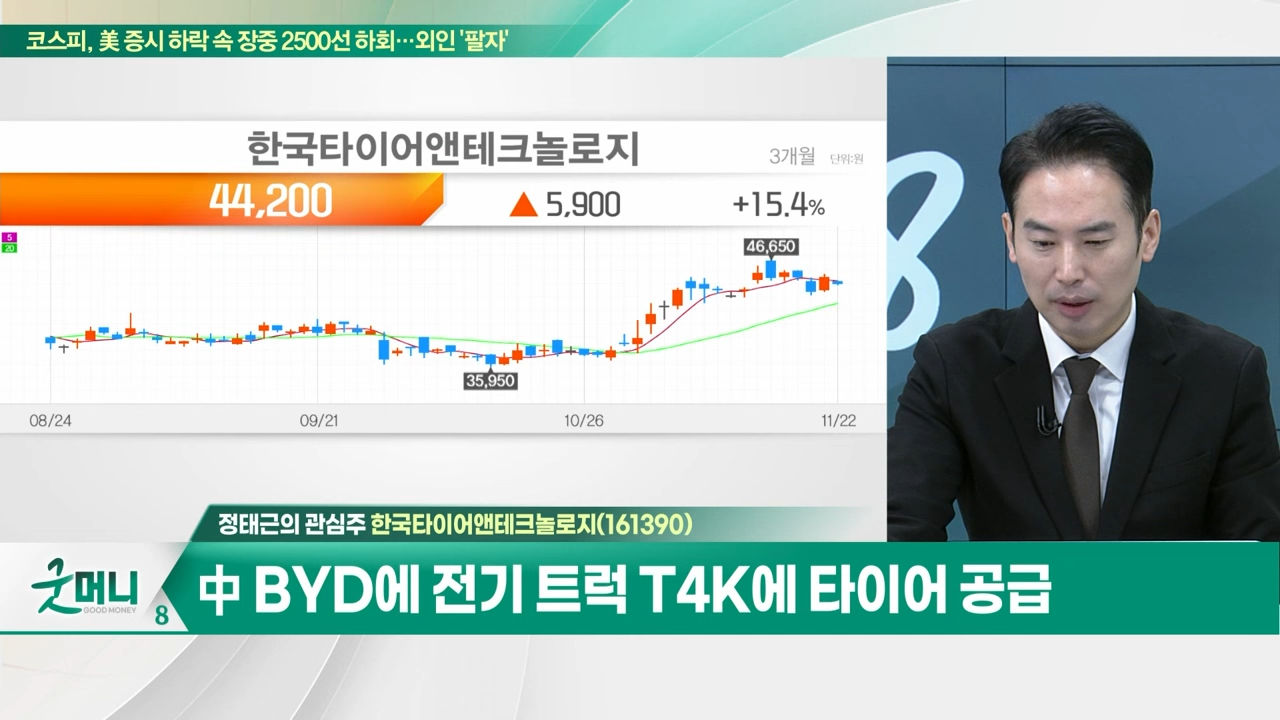 코스피, 美 증시 하락 속 장중 2500선 하회…외인 '팔자'
한국타이어앤테크놀로지
3개월 단위:원
44,200 ▲ 5,900 +15.4%
5
20
46,650
35,950
08/24 09/21 10/26 11/22
8
정태근의 관심주 한국타이어앤테크놀로지(161390)
굿머니
GOOD MONEY
8
中 BYD에 전기 트럭 T4K에 타이어 공급